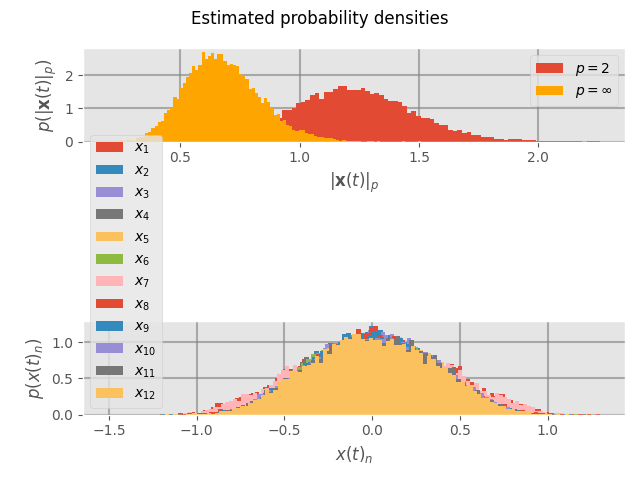 Estimated probability densities
p(|x(t)|ₚ)
2
1
0
p = 2
p = ∞
0.5
1.0
1.5
2.0
|x(t)|ₚ
x₁
x₂
x₃
x₄
x₅
x₆
x₇
x₈
x₉
x₁₀
x₁₁
x₁₂
p(x(t)ₙ)
1.0
0.5
0.0
−1.5
−1.0
−0.5
0.0
0.5
1.0
x(t)ₙ